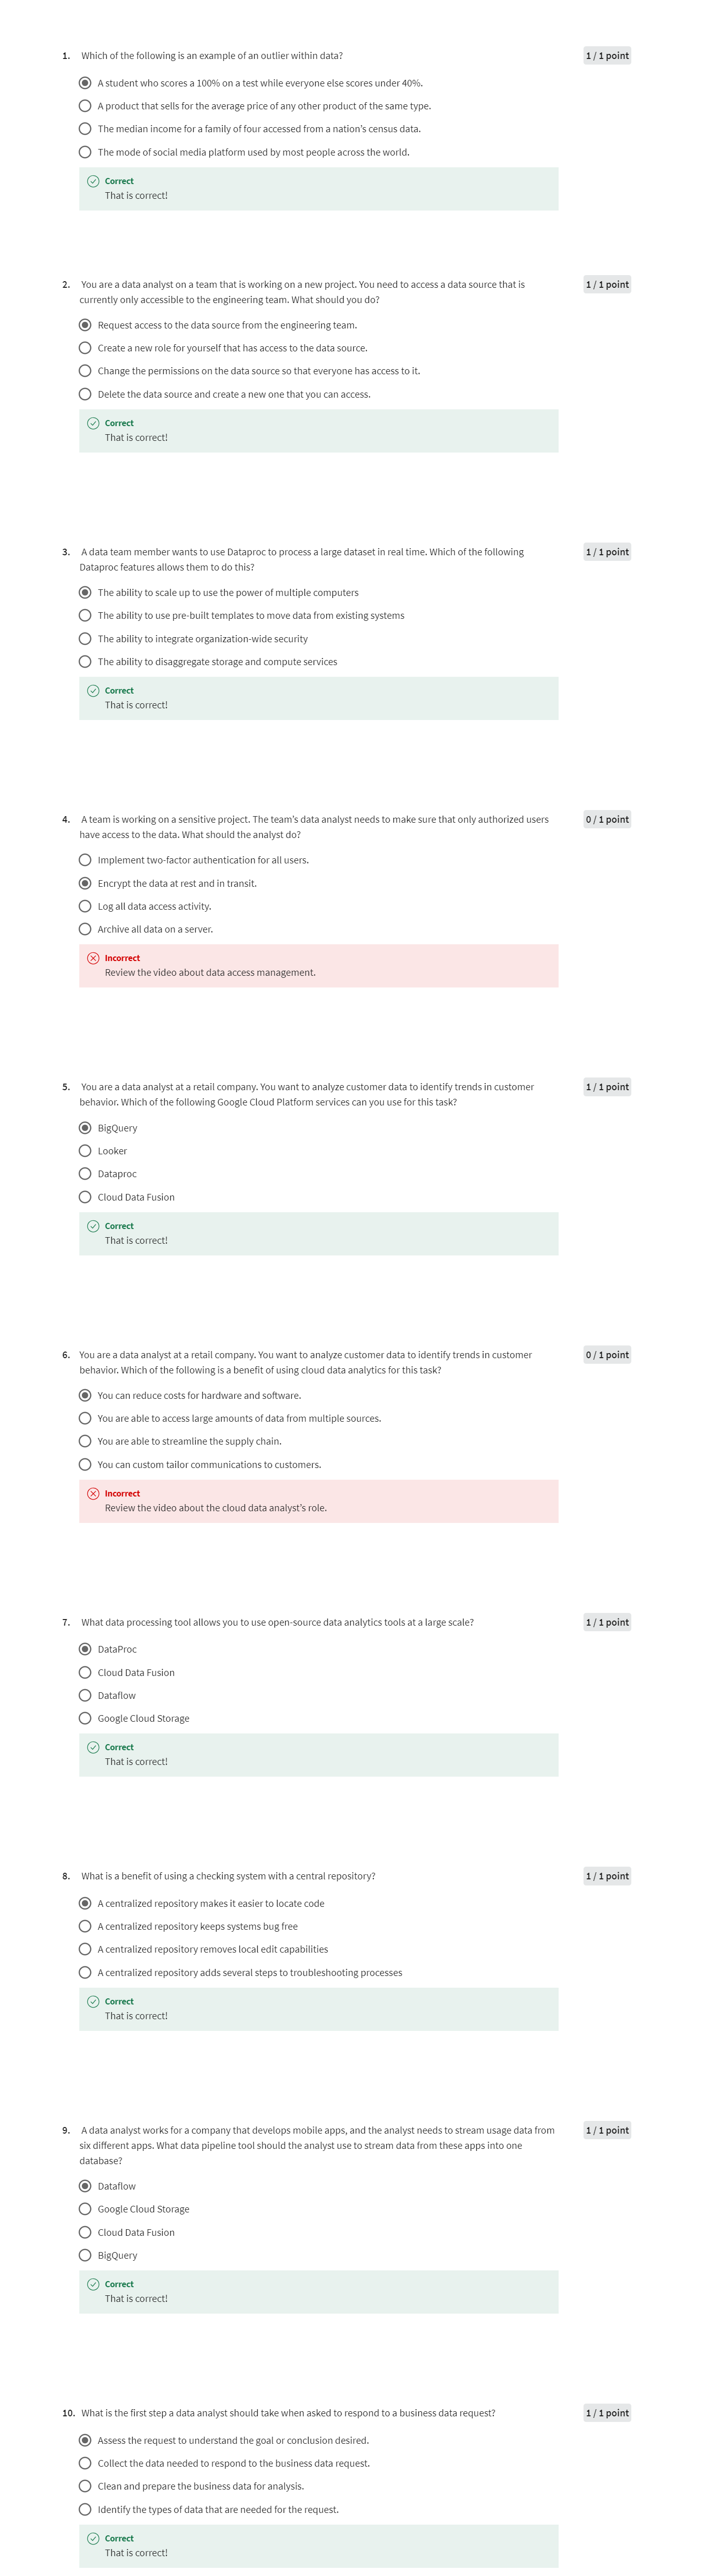 1. Which of the following is an example of an outlier within data?
1 / 1 point
A student who scores a 100% on a test while everyone else scores under 40%.
A product that sells for the average price of any other product of the same type.
The median income for a family of four accessed from a nation's census data.
The mode of social media platform used by most people across the world.
Correct
That is correct!
2. You are a data analyst on a team that is working on a new project. You need to access a data source that is
currently only accessible to the engineering team. What should you do?
1 / 1 point
Request access to the data source from the engineering team.
Create a new role for yourself that has access to the data source.
Change the permissions on the data source so that everyone has access to it.
Delete the data source and create a new one that you can access.
Correct
That is correct!
3. A data team member wants to use Dataproc to process a large dataset in real time. Which of the following
Dataproc features allows them to do this?
1 / 1 point
The ability to scale up to use the power of multiple computers
The ability to use pre-built templates to move data from existing systems
The ability to integrate organization-wide security
The ability to disaggregate storage and compute services
Correct
That is correct!
4. A team is working on a sensitive project. The team's data analyst needs to make sure that only authorized users
have access to the data. What should the analyst do?
0 / 1 point
Implement two-factor authentication for all users.
Encrypt the data at rest and in transit.
Log all data access activity.
Archive all data on a server.
Incorrect
Review the video about data access management.
5. You are a data analyst at a retail company. You want to analyze customer data to identify trends in customer
behavior. Which of the following Google Cloud Platform services can you use for this task?
1 / 1 point
BigQuery
Looker
Dataproc
Cloud Data Fusion
Correct
That is correct!
6. You are a data analyst at a retail company. You want to analyze customer data to identify trends in customer
behavior. Which of the following is a benefit of using cloud data analytics for this task?
0 / 1 point
You can reduce costs for hardware and software.
You are able to access large amounts of data from multiple sources.
You are able to streamline the supply chain.
You can custom tailor communications to customers.
Incorrect
Review the video about the cloud data analyst's role.
7. What data processing tool allows you to use open-source data analytics tools at a large scale?
1 / 1 point
DataProc
Cloud Data Fusion
Dataflow
Google Cloud Storage
Correct
That is correct!
8. What is a benefit of using a checking system with a central repository?
1 / 1 point
A centralized repository makes it easier to locate code
A centralized repository keeps systems bug free
A centralized repository removes local edit capabilities
A centralized repository adds several steps to troubleshooting processes
Correct
That is correct!
9. A data analyst works for a company that develops mobile apps, and the analyst needs to stream usage data from
six different apps. What data pipeline tool should the analyst use to stream data from these apps into one
database?
1 / 1 point
Dataflow
Google Cloud Storage
Cloud Data Fusion
BigQuery
Correct
That is correct!
10. What is the first step a data analyst should take when asked to respond to a business data request?
1 / 1 point
Assess the request to understand the goal or conclusion desired.
Collect the data needed to respond to the business data request.
Clean and prepare the business data for analysis.
Identify the types of data that are needed for the request.
Correct
That is correct!